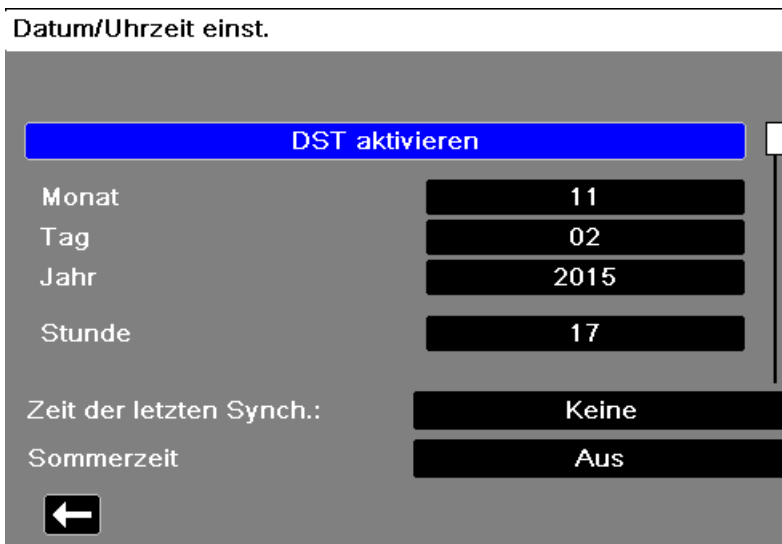 Datum/Uhrzeit einst.
DST aktivieren
Monat 11
Tag 02
Jahr 2015
Stunde 17
Zeit der letzten Synch.: Keine
Sommerzeit Aus